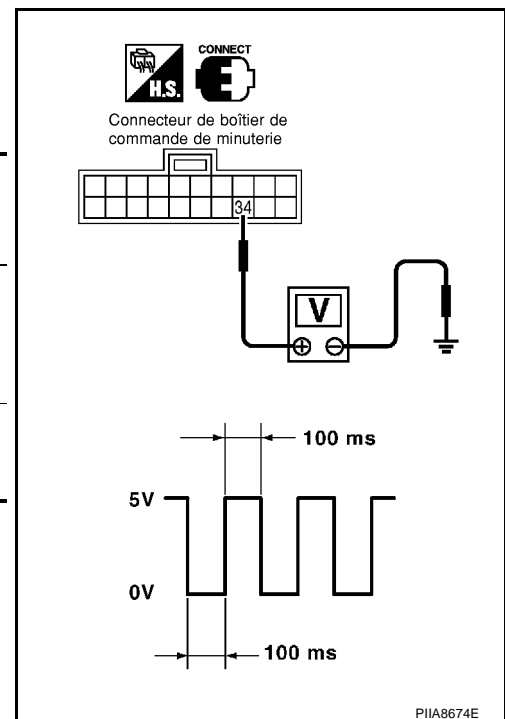 CONNECT
H.S.
Connecteur de boîtier de
commande de minuterie
34
V
+ −
100 ms
5V
0V
100 ms
PIIA8674E